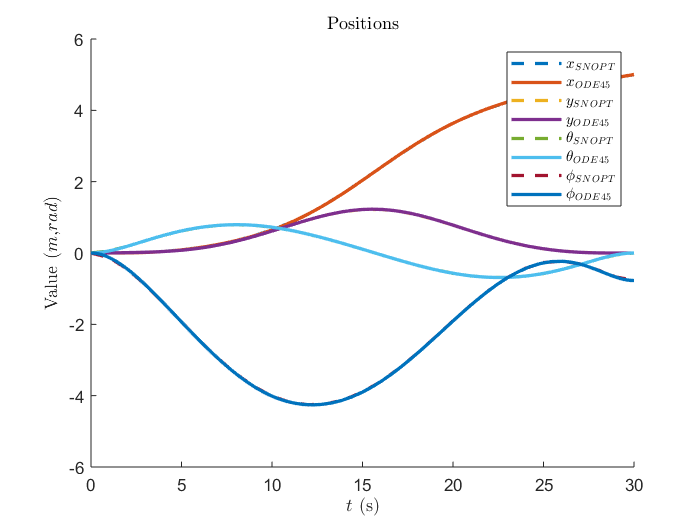 Positions
6
4
2
0
-2
-4
-6
Value (m,rad)
0 5 10 15 20 25 30
t (s)
x_SNOPT
x_ODE45
y_SNOPT
y_ODE45
θ_SNOPT
θ_ODE45
ϕ_SNOPT
ϕ_ODE45